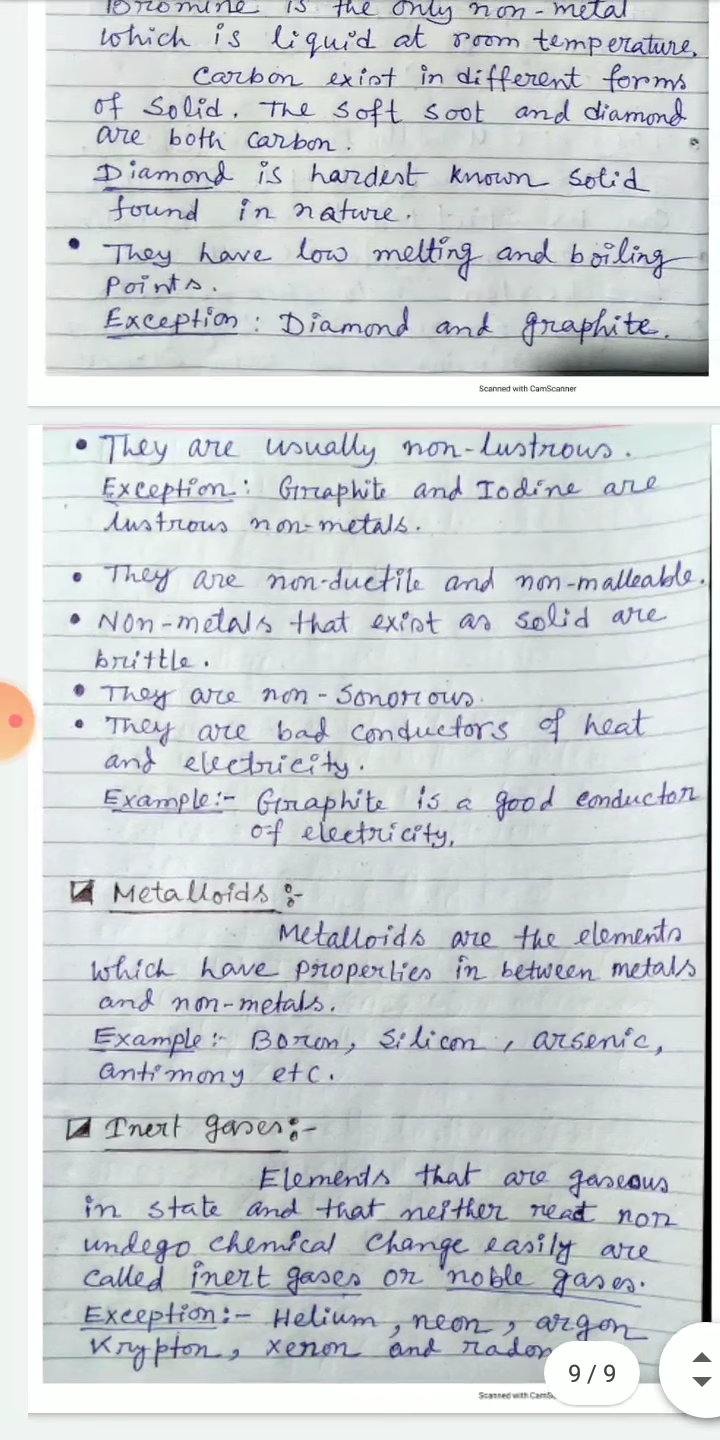 Bromine is the only non-metal
which is liquid at room temperature.
Carbon exist in different forms
of Solid. The soft soot and diamond
are both carbon.
Diamond is hardest known solid
found in nature.
• They have low melting and boiling
Points.
Exception: Diamond and graphite.
Scanned with CamScanner
• They are usually non-lustrous.
Exception: Graphite and Iodine are
lustrous non-metals.
• They are non-ductile and non-malleable.
• Non-metals that exist as solid are
brittle.
• They are non-Sonorious.
• They are bad conductors of heat
and electricity.
Example:- Graphite is a good conductor
of electricity.
Metalloids :-
Metalloids are the elements
which have properties in between metals
and non-metals.
Example:- Boron, Silicon, arsenic,
antimony etc.
Inert gases:-
Elements that are gaseous
in state and that neither react nor
undego chemical change easily are
called inert gases or noble gases.
Exception:- Helium, neon, argon
Krypton, xenon and radon
9/9
Scanned with CamS